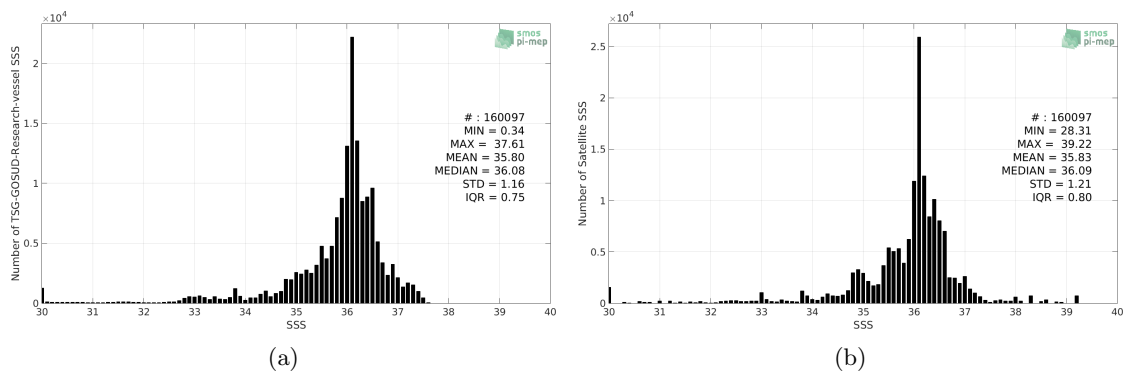 ×10⁴
Number of TSG-GOSUD-Research-vessel SSS
2
1.5
1
0.5
0
30 31 32 33 34 35 36 37 38 39 40
SSS
smos
pi-mep
# : 160097
MIN = 0.34
MAX = 37.61
MEAN = 35.80
MEDIAN = 36.08
STD = 1.16
IQR = 0.75
(a)
×10⁴
Number of Satellite SSS
2.5
2
1.5
1
0.5
0
30 31 32 33 34 35 36 37 38 39 40
SSS
smos
pi-mep
# : 160097
MIN = 28.31
MAX = 39.22
MEAN = 35.83
MEDIAN = 36.09
STD = 1.21
IQR = 0.80
(b)